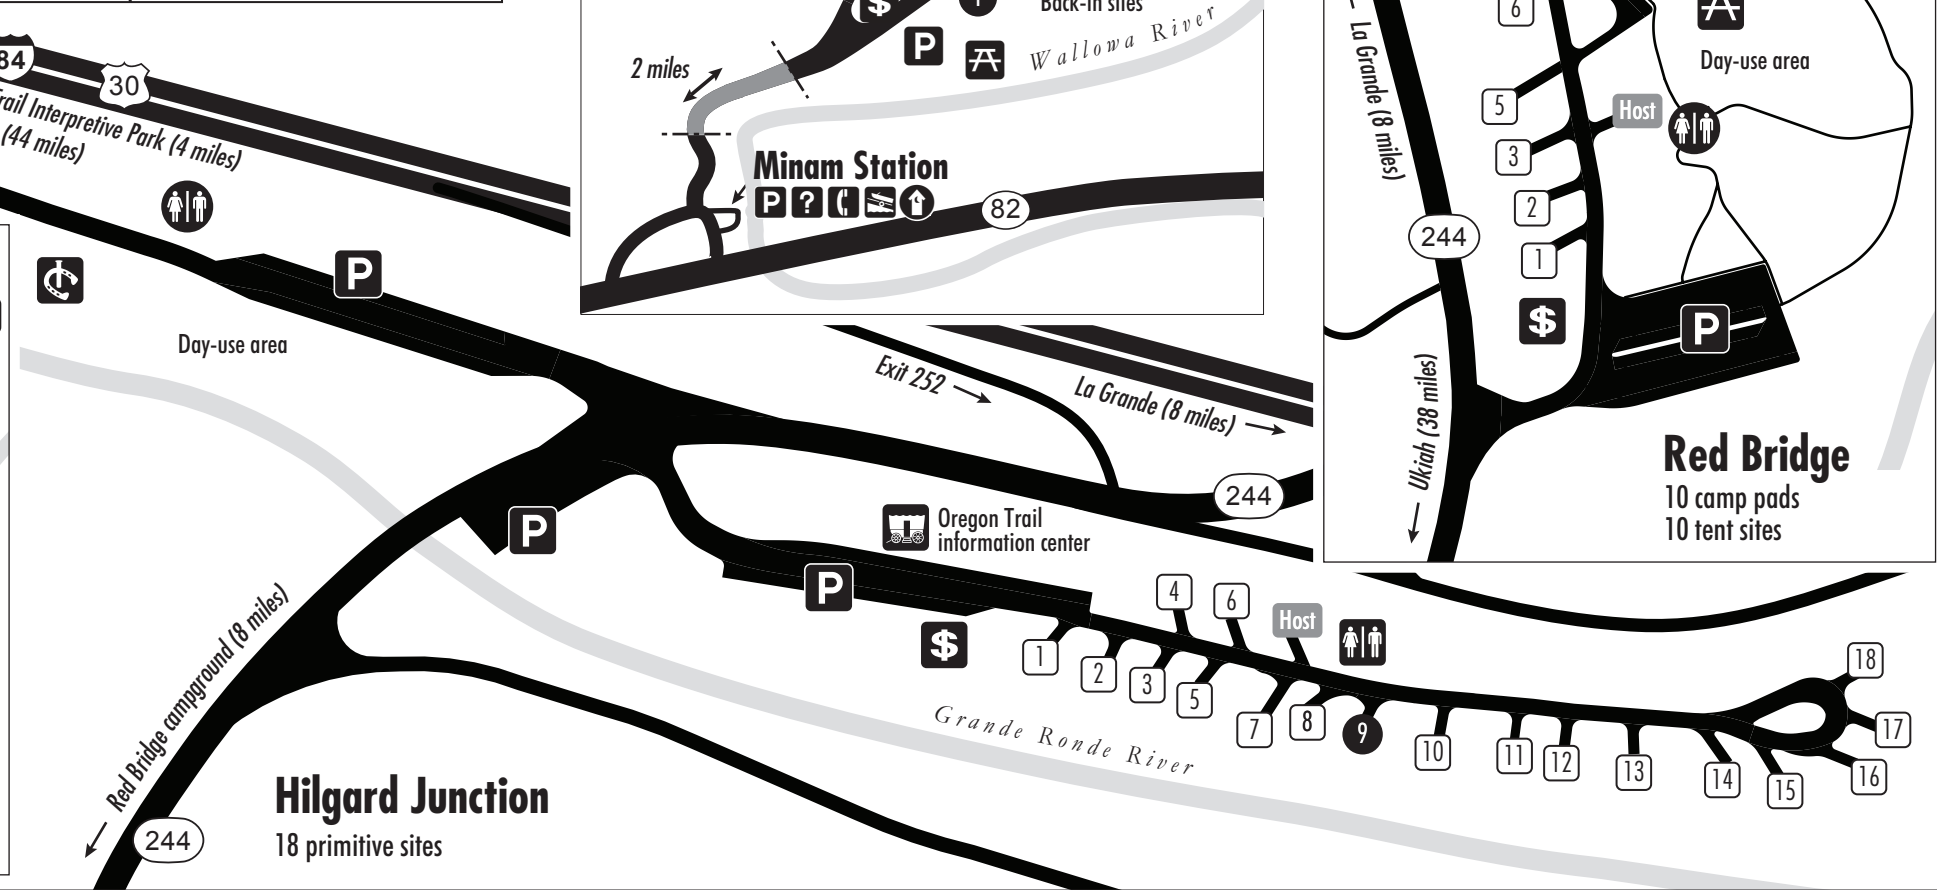 84
30
rail Interpretive Park (4 miles)
(44 miles)
P
Day-use area
$
Back-in sites
P
Wallowa River
2 miles
Minam Station
P ?
82
La Grande (8 miles)
6
5
3
2
1
Host
Day-use area
244
$
P
Ukiah (38 miles)
Red Bridge
10 camp pads
10 tent sites
Exit 252
La Grande (8 miles)
244
P
Oregon Trail
information center
P
$
4
6
Host
1
2
3
5
7
8
9
10
11
12
13
14
15
16
17
18
Grande Ronde River
Red Bridge campground (8 miles)
244
Hilgard Junction
18 primitive sites